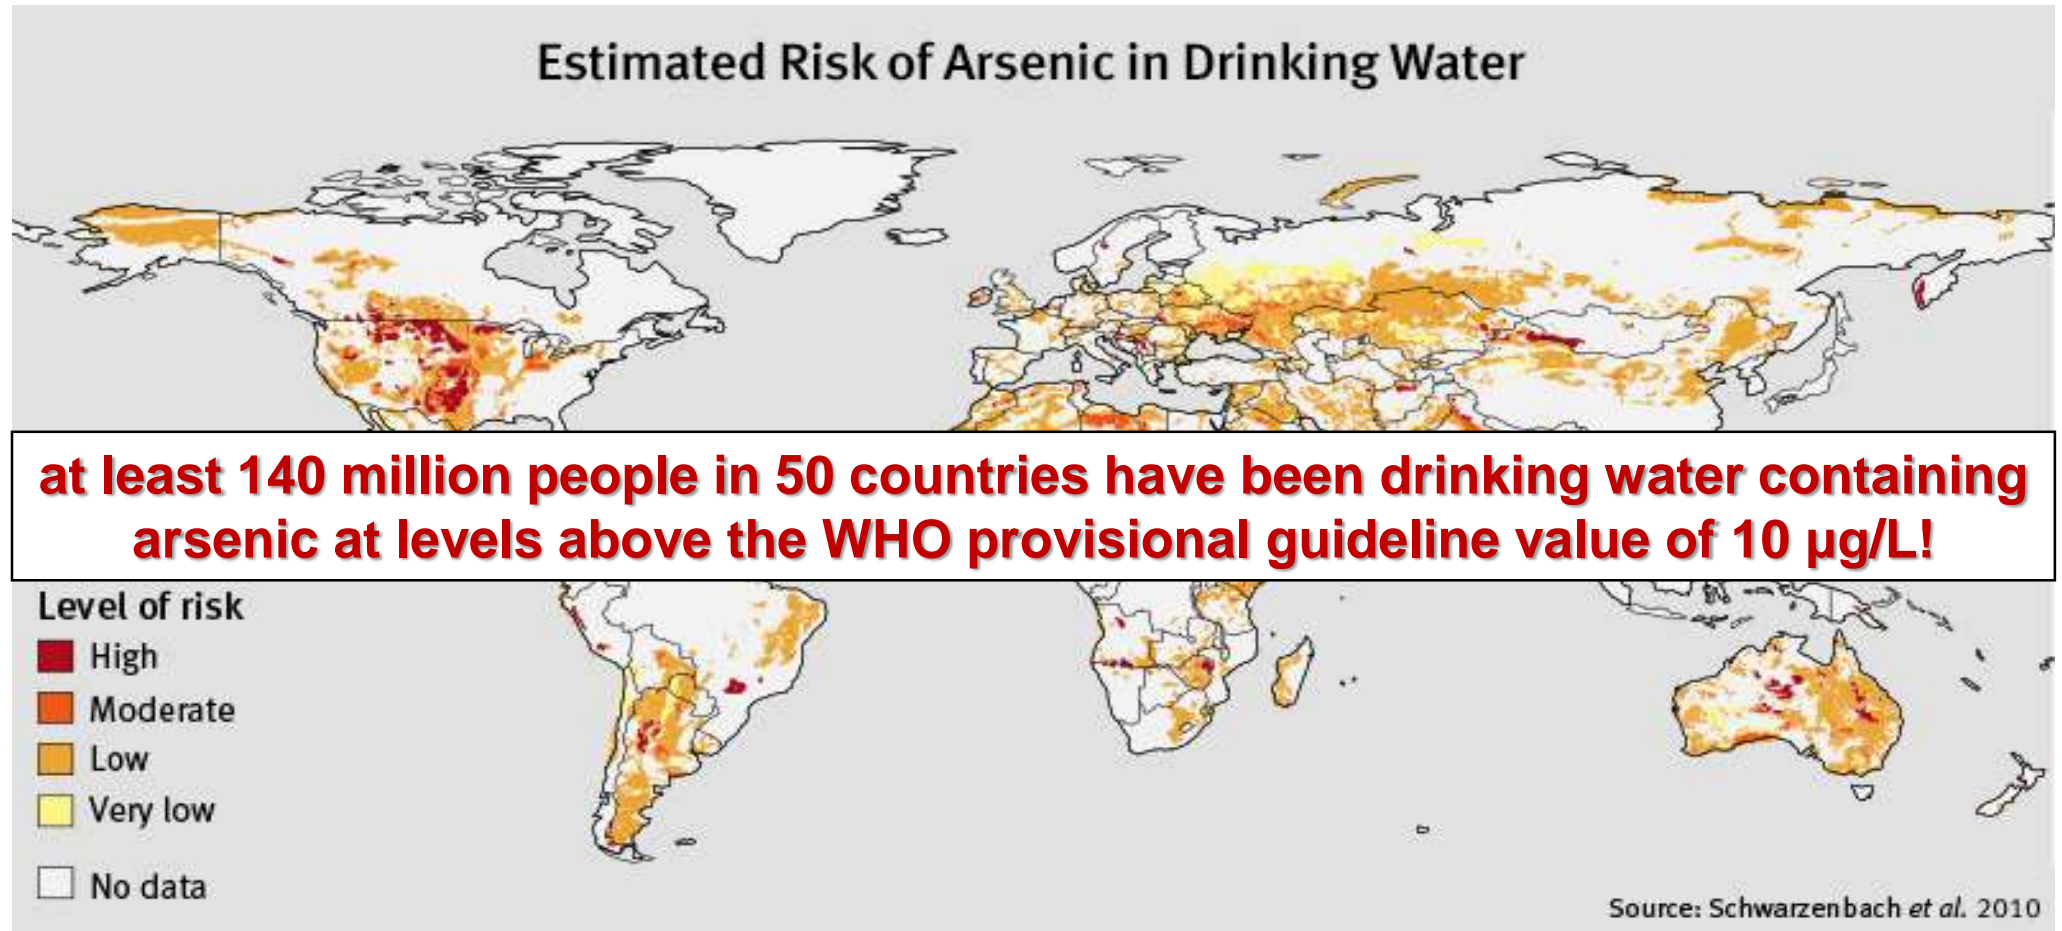 Estimated Risk of Arsenic in Drinking Water
at least 140 million people in 50 countries have been drinking water containing
arsenic at levels above the WHO provisional guideline value of 10 µg/L!
Level of risk
High
Moderate
Low
Very low
No data
Source: Schwarzenbach et al. 2010